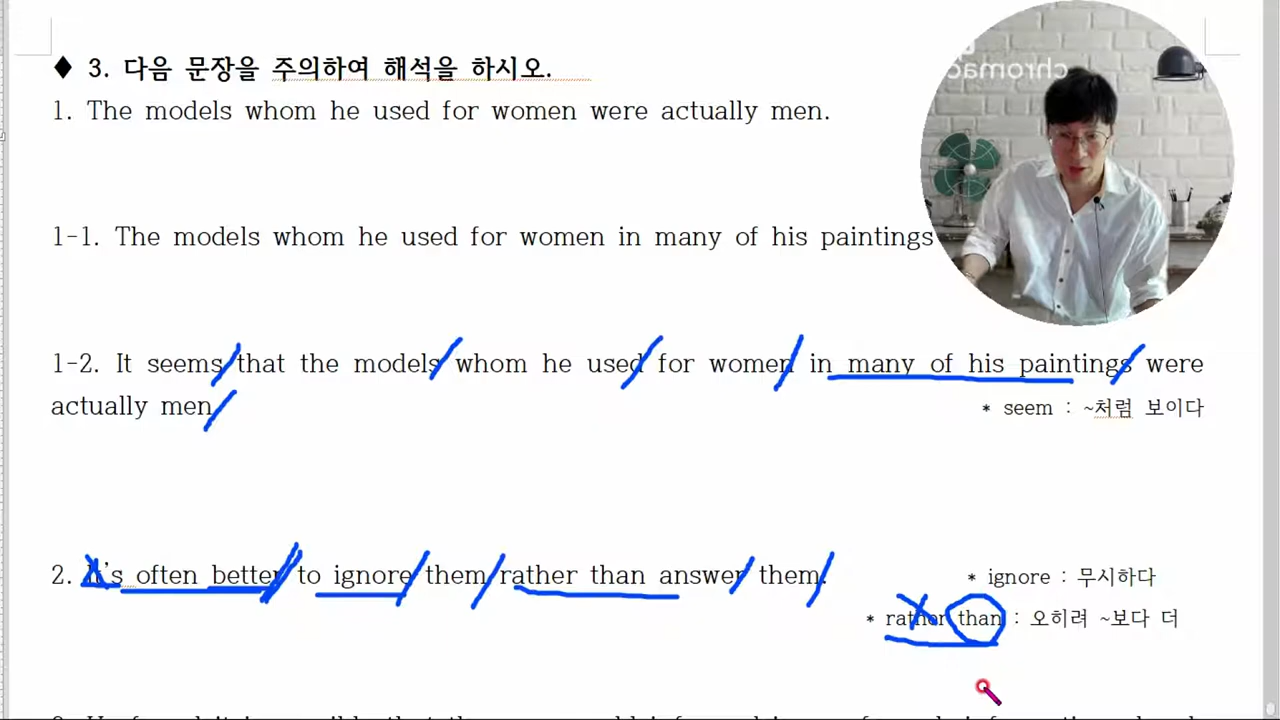 ◆ 3. 다음 문장을 주의하여 해석을 하시오.
1. The models whom he used for women were actually men.
1-1. The models whom he used for women in many of his paintings
1-2. It seems that the models whom he used for women in many of his paintings were
actually men.
* seem : ~처럼 보이다
2. It's often better to ignore them rather than answer them.
* ignore : 무시하다
* rather than : 오히려 ~보다 더